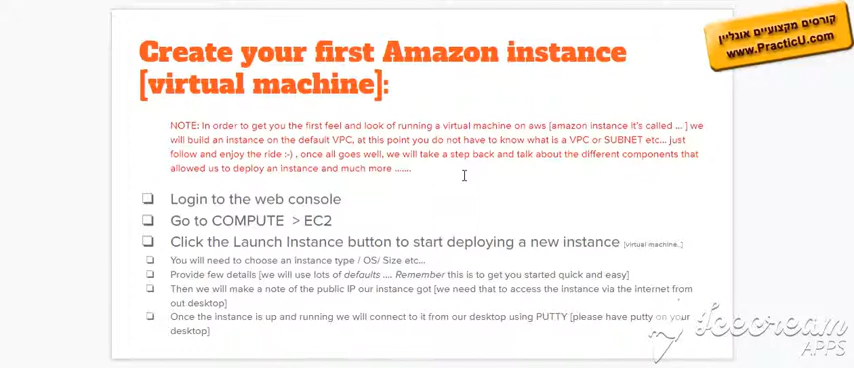 קורסים מקצועיים אונליין
www.PracticU.com
Create your first Amazon instance
[virtual machine]:
NOTE: In order to get you the first feel and look of running a virtual machine on aws [amazon instance it's called ... ] we
will build an instance on the default VPC, at this point you do not have to know what is a VPC or SUBNET etc... just
follow and enjoy the ride :-) , once all goes well, we will take a step back and talk about the different components that
allowed us to deploy an instance and much more .......
❏ Login to the web console
❏ Go to COMPUTE > EC2
❏ Click the Launch Instance button to start deploying a new instance [virtual machine..]
❏ You will need to choose an instance type / OS/ Size etc...
❏ Provide few details [we will use lots of defaults .... Remember this is to get you started quick and easy]
❏ Then we will make a note of the public IP our instance got [we need that to access the instance via the internet from
out desktop]
❏ Once the instance is up and running we will connect to it from our desktop using PUTTY [please have putty on your
desktop]
Icecream
APPS